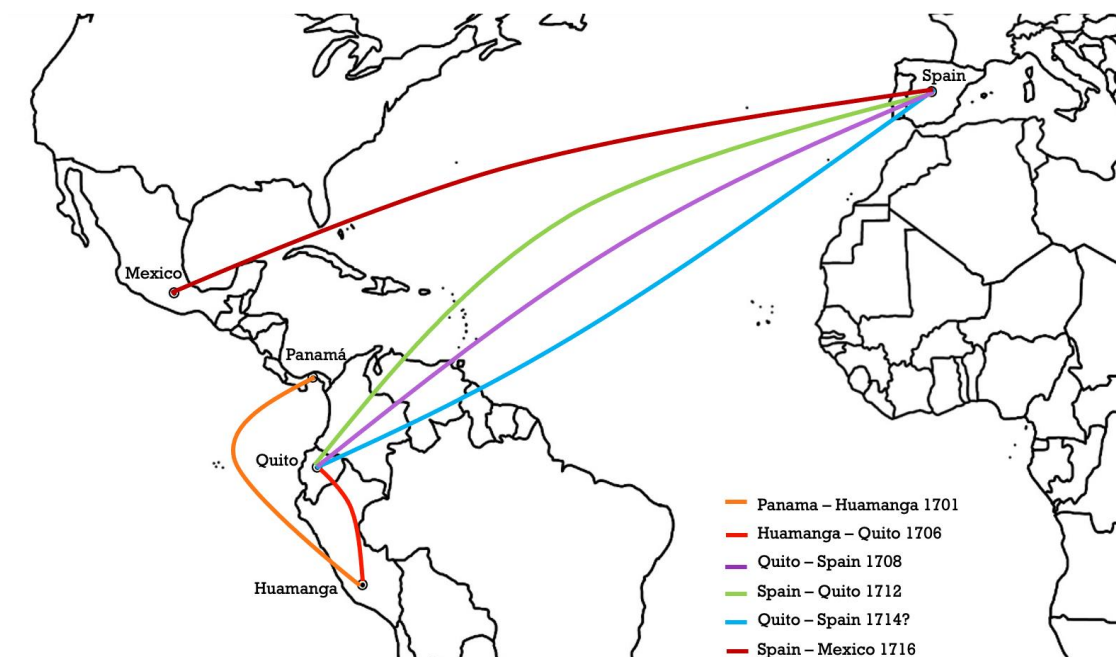 Spain
Mexico
Panamá
Quito
Huamanga
Panama – Huamanga 1701
Huamanga – Quito 1706
Quito – Spain 1708
Spain – Quito 1712
Quito – Spain 1714?
Spain – Mexico 1716